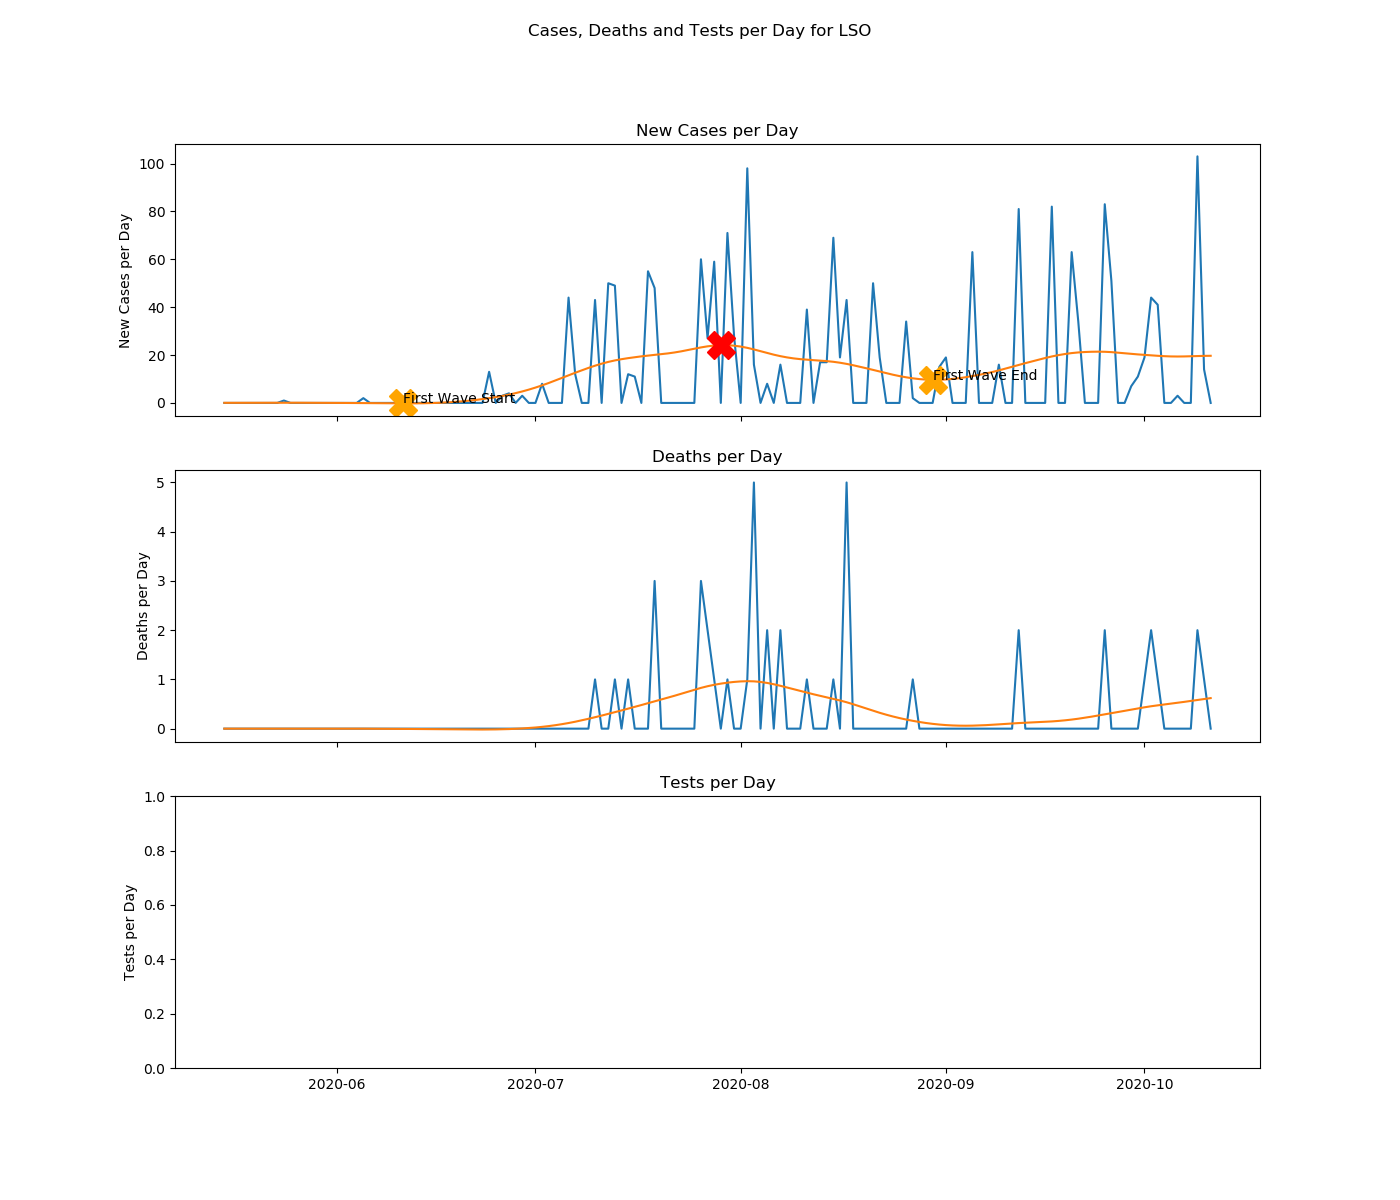 Cases, Deaths and Tests per Day for LSO
New Cases per Day
New Cases per Day
100
80
60
40
20
0
First Wave Start
First Wave End
Deaths per Day
Deaths per Day
5
4
3
2
1
0
Tests per Day
Tests per Day
1.0
0.8
0.6
0.4
0.2
0.0
2020-06 2020-07 2020-08 2020-09 2020-10